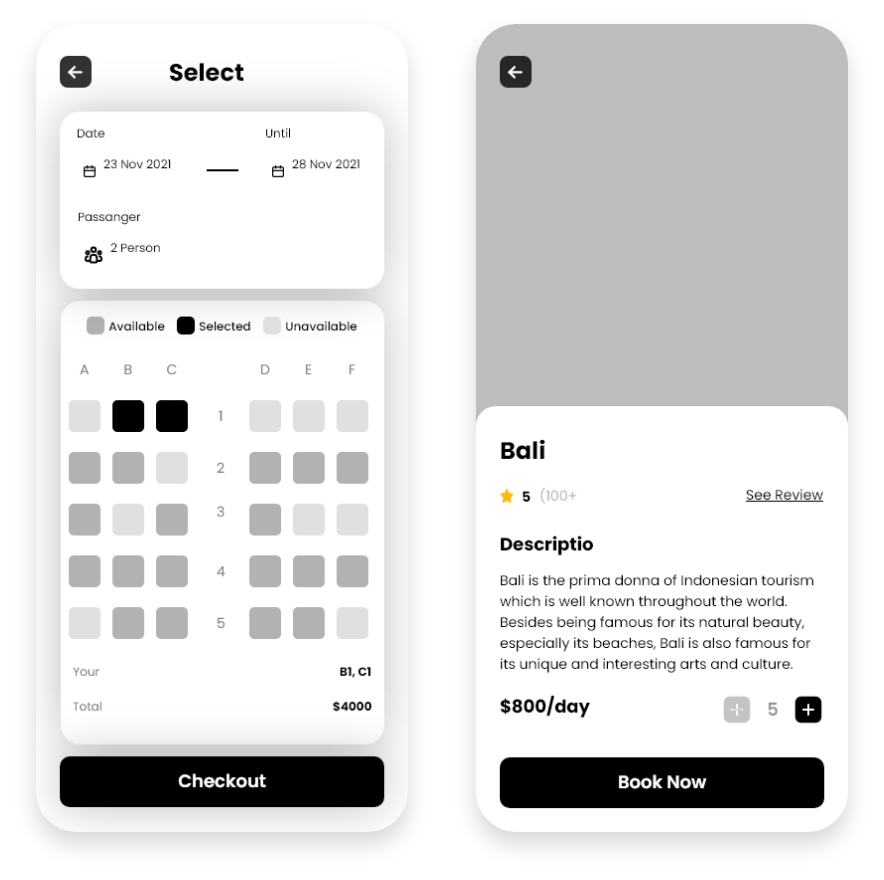 Select
Date
Until
23 Nov 2021
28 Nov 2021
Passanger
2 Person
Available
Selected
Unavailable
A B C D E F
1
2
3
4
5
Your
B1, C1
Total
$4000
Checkout
Bali
5 (100+
See Review
Descriptio
Bali is the prima donna of Indonesian tourism
which is well known throughout the world.
Besides being famous for its natural beauty,
especially its beaches, Bali is also famous for
its unique and interesting arts and culture.
$800/day
5
Book Now